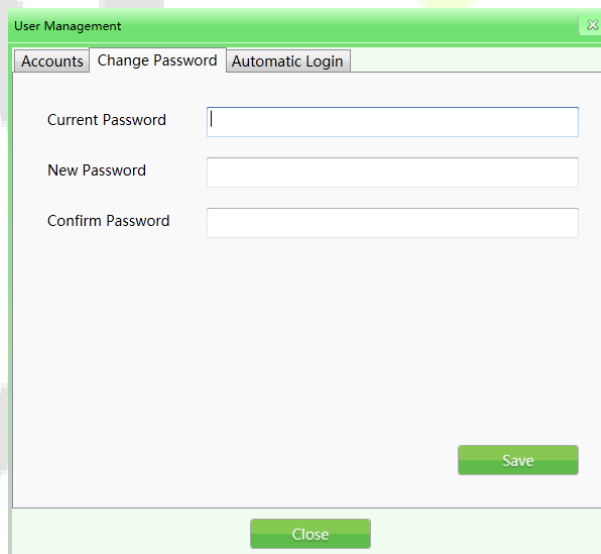 User Management
Accounts Change Password Automatic Login
Current Password
New Password
Confirm Password
Save
Close